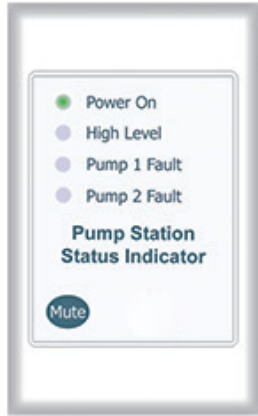 Power On
High Level
Pump 1 Fault
Pump 2 Fault
Pump Station
Status Indicator
Mute